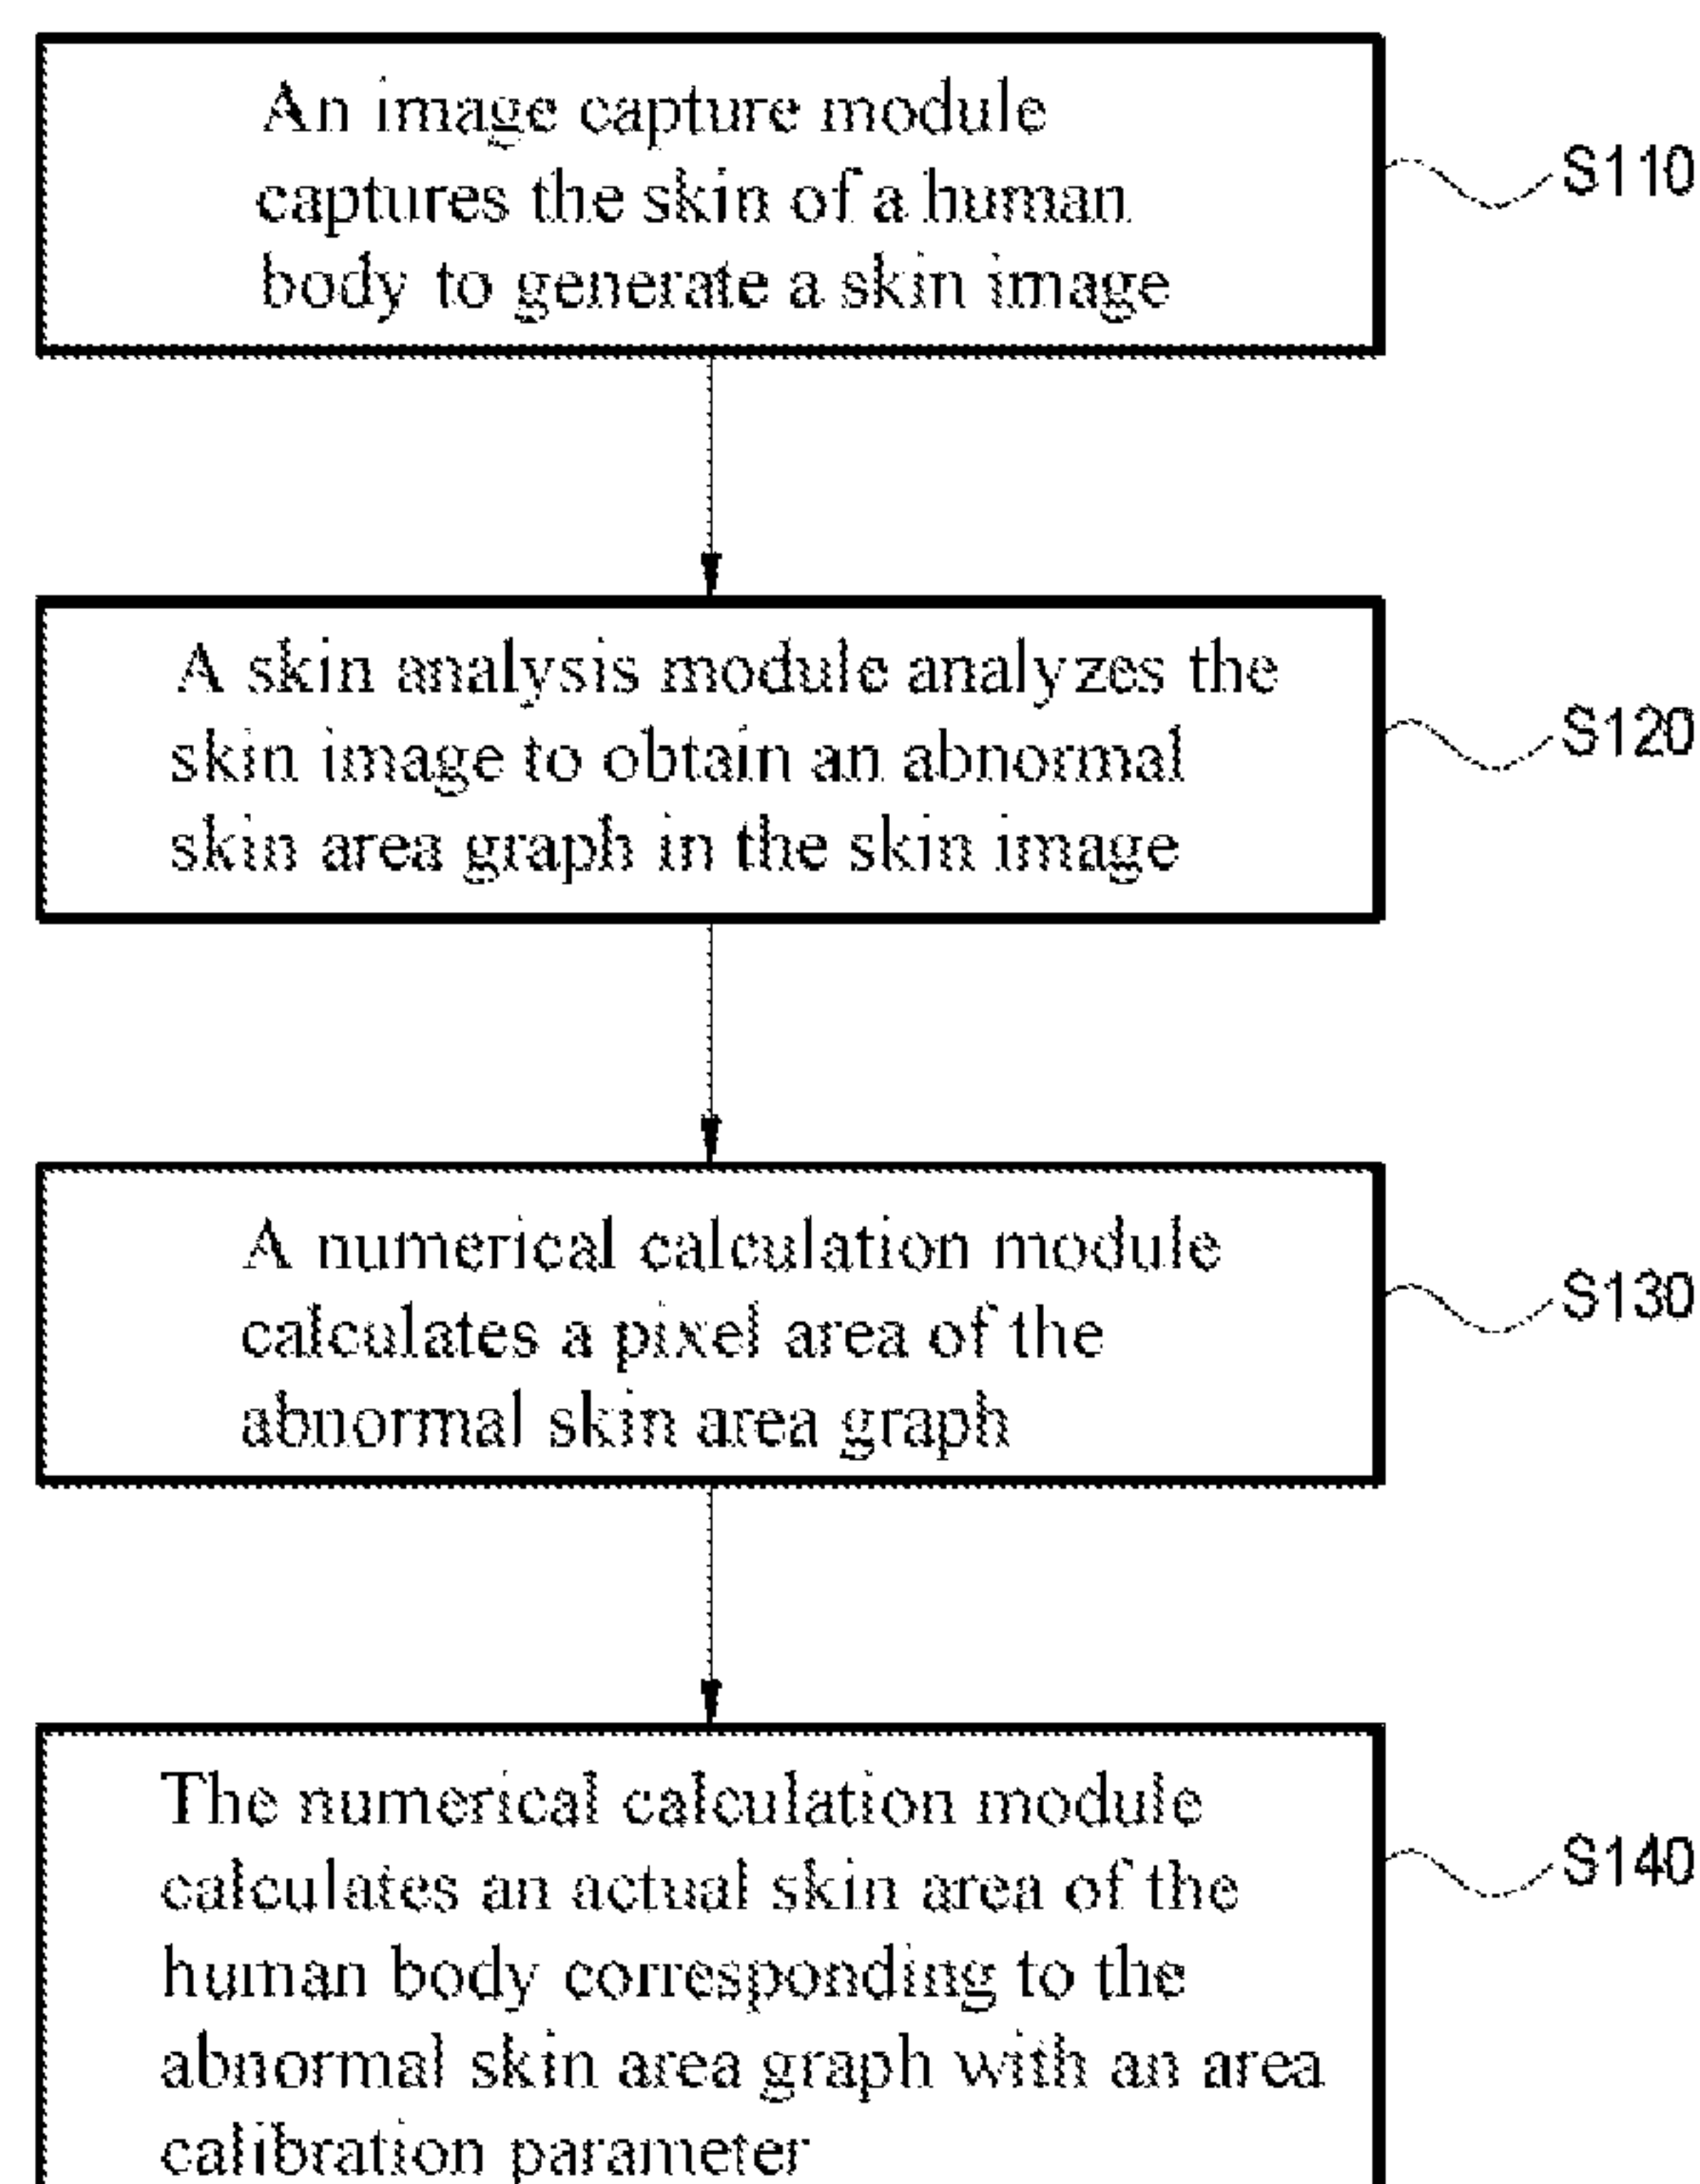 An image capture module
captures the skin of a human
body to generate a skin image
S110
A skin analysis module analyzes the
skin image to obtain an abnormal
skin area graph in the skin image
S120
A numerical calculation module
calculates a pixel area of the
abnormal skin area graph
S130
The numerical calculation module
calculates an actual skin area of the
human body corresponding to the
abnormal skin area graph with an area
calibration parameter
S140